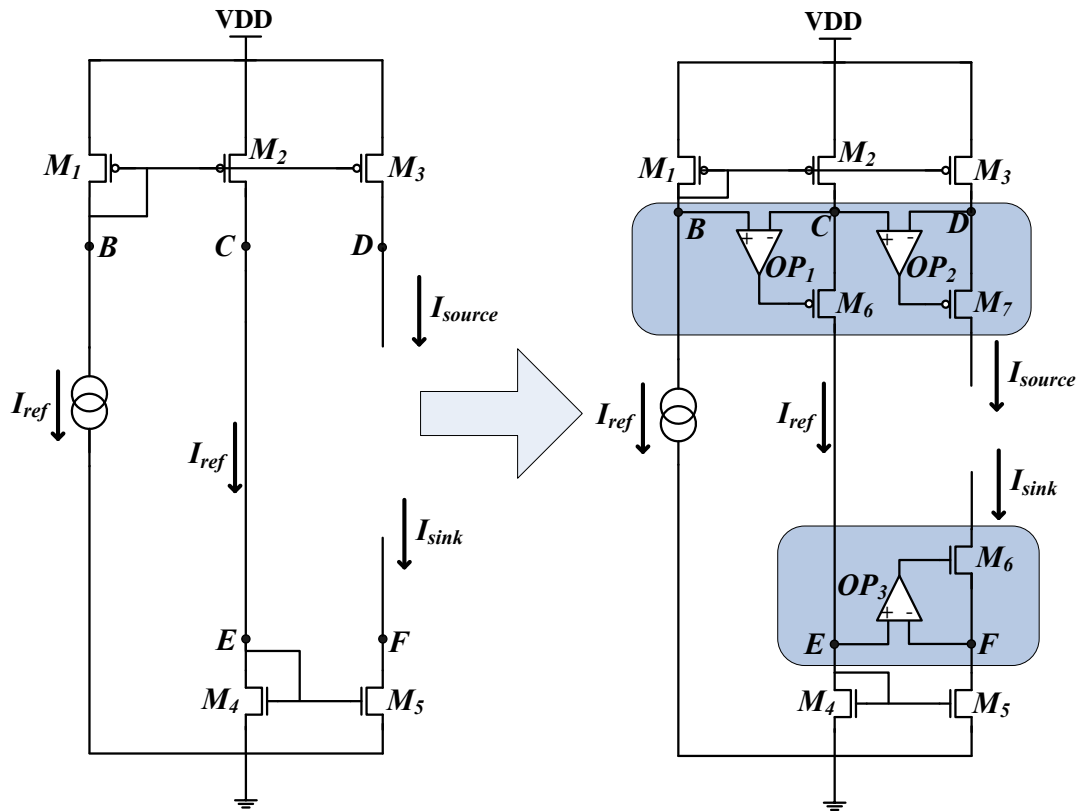 VDD
M1
M2
M3
B
C
D
Isource
Iref
Iref
Isink
E
F
M4
M5
VDD
M1
M2
M3
B
C
D
+
-
+
-
OP1
OP2
M6
M7
Isource
Iref
Iref
Isink
M6
OP3
+
-
E
F
M4
M5